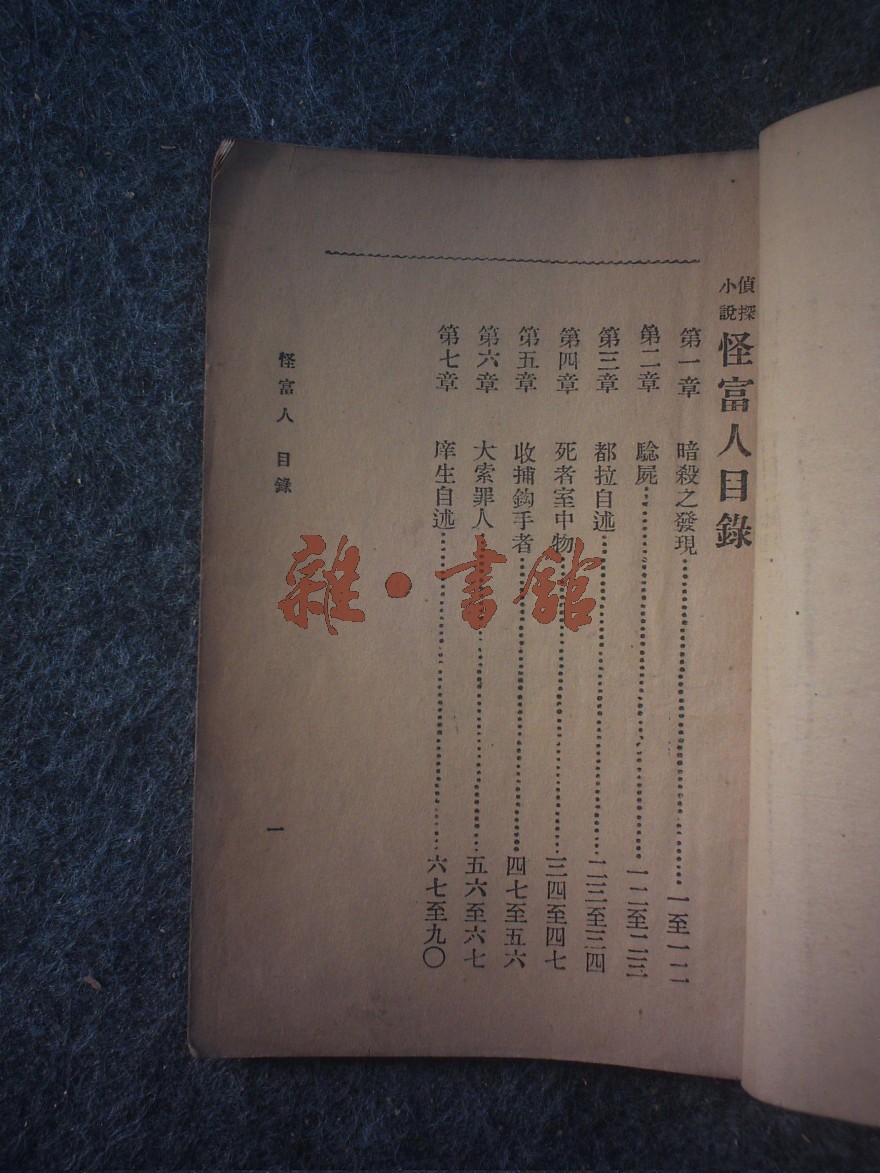 偵探小說
怪富人目錄
第一章 暗殺之發現……一至一二
第二章 驗屍……一二至二三
第三章 都拉自述……二三至三四
第四章 死者室中物……三四至四七
第五章 收捕鈎手者……四七至五六
第六章 大索罪人……五六至六七
第七章 庠生自述……六七至九〇
怪富人 目錄
一
雜·書館